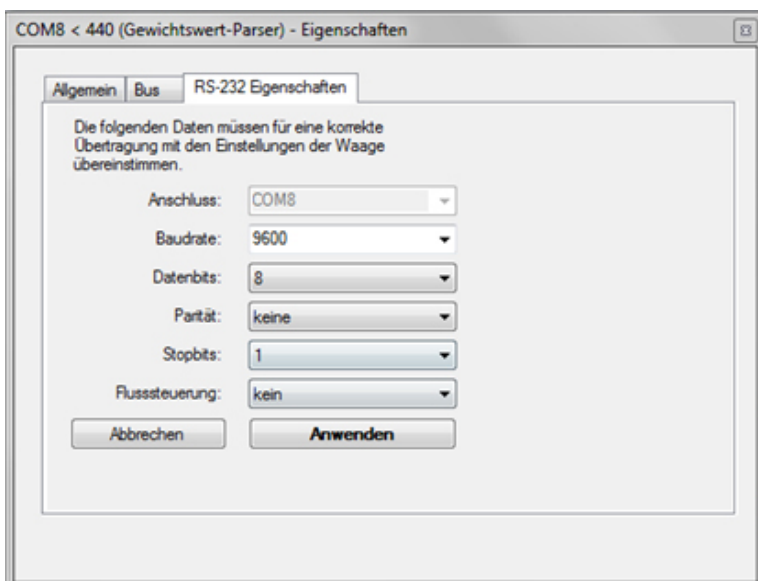 COM8 < 440 (Gewichtswert-Parser) - Eigenschaften
Allgemein Bus RS-232 Eigenschaften
Die folgenden Daten müssen für eine korrekte
Übertragung mit den Einstellungen der Waage
übereinstimmen.
Anschluss: COM8
Baudrate: 9600
Datenbits: 8
Parität: keine
Stopbits: 1
Flusssteuerung: kein
Abbrechen Anwenden